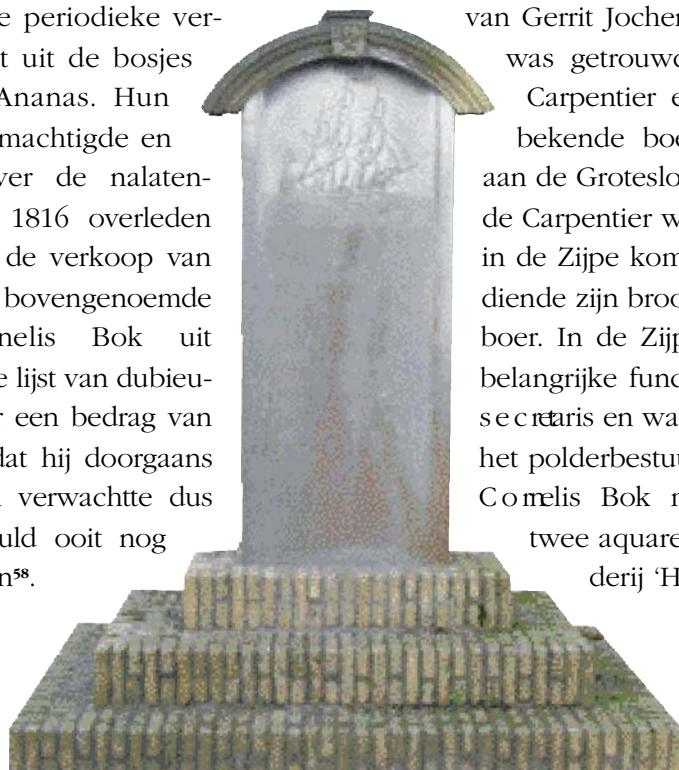 e periodieke ver-
t uit de bosjes
Ananas. Hun
machtigde en
ver de nalaten-
1816 overleden
de verkoop van
bovengenoemde
nelis Bok uit
e lijst van dubieu-
r een bedrag van
dat hij doorgaans
verwachtte dus
uld ooit nog
n⁵⁸.
van Gerrit Jocher
was getrouwd
Carpentier e
bekende boe
aan de Groteslo
de Carpentier w
in de Zijpe kom
diende zijn broo
boer. In de Zijp
belangrijke fund
secretaris en wa
het polderbestuu
Cornelis Bok n
twee aquare
derij ‘H